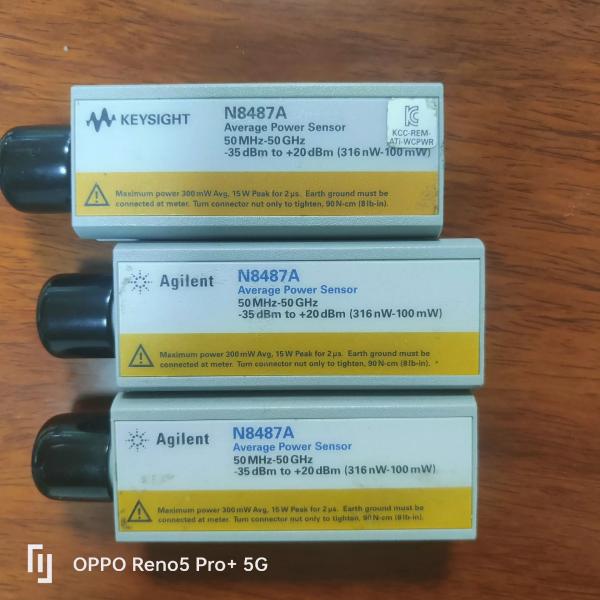 KEYSIGHT
N8487A
Average Power Sensor
50 MHz-50 GHz
-35 dBm to +20 dBm (316 nW-100 mW)
KCC-REM-
ATi-WCPWR
Maximum power 300 mW Avg, 15 W Peak for 2 µs. Earth ground must be
connected at meter. Turn connector nut only to tighten, 90 N-cm (8 lb-in).
Agilent
N8487A
Average Power Sensor
50 MHz-50 GHz
-35 dBm to +20 dBm (316 nW-100 mW)
Maximum power 300 mW Avg, 15 W Peak for 2 µs. Earth ground must be
connected at meter. Turn connector nut only to tighten, 90 N-cm (8 lb-in).
Agilent
N8487A
Average Power Sensor
50 MHz-50 GHz
-35 dBm to +20 dBm (316 nW-100 mW)
Maximum power 300 mW Avg, 15 W Peak for 2 µs. Earth ground must be
connected at meter. Turn connector nut only to tighten, 90 N-cm (8 lb-in).
OPPO Reno5 Pro+ 5G